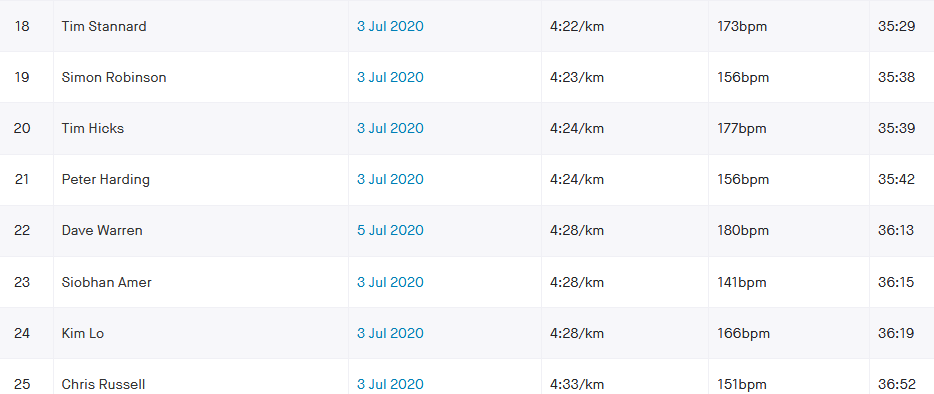 18 Tim Stannard 3 Jul 2020 4:22/km 173bpm 35:29
19 Simon Robinson 3 Jul 2020 4:23/km 156bpm 35:38
20 Tim Hicks 3 Jul 2020 4:24/km 177bpm 35:39
21 Peter Harding 3 Jul 2020 4:24/km 156bpm 35:42
22 Dave Warren 5 Jul 2020 4:28/km 180bpm 36:13
23 Siobhan Amer 3 Jul 2020 4:28/km 141bpm 36:15
24 Kim Lo 3 Jul 2020 4:28/km 166bpm 36:19
25 Chris Russell 3 Jul 2020 4:33/km 151bpm 36:52